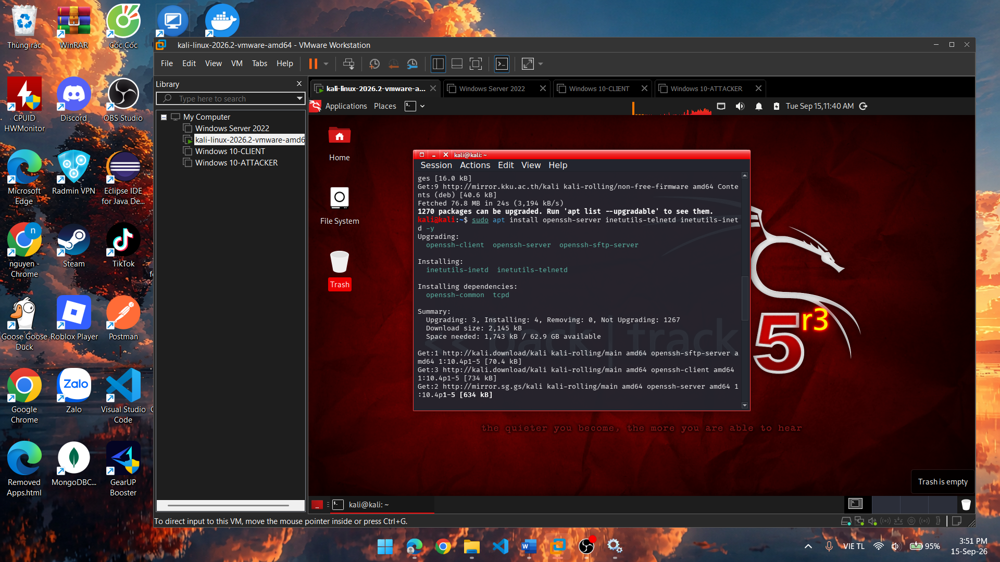 Thùng rác
WinRAR
Cốc Cốc
kali-linux-2026.2-vmware-amd64 - VMware Workstation
File Edit View VM Tabs Help
Library
Type here to search
My Computer
Windows Server 2022
kali-linux-2026.2-vmware-amd6
Windows 10-CLIENT
Windows 10-ATTACKER
kali-linux-2026.2-vmware-a...
Windows Server 2022
Windows 10-CLIENT
Windows 10-ATTACKER
Applications Places
Tue Sep 15,11:40 AM
CPUID
HWMonitor
Discord
OBS Studio
Microsoft
Edge
Radmin VPN
Eclipse IDE
for Java De...
n
nguyen -
Chrome
Steam
TikTok
Goose Goose
Duck
Roblox Player
Postman
Google
Chrome
Zalo
Zalo
Visual Studio
Code
Removed
Apps.html
MongoDBC...
GearUP
Booster
Home
File System
Trash
kali@kali: ~
Session Actions Edit View Help
ges [16.0 kB]
Get:9 http://mirror.kku.ac.th/kali kali-rolling/non-free-firmware amd64 Conte
nts (deb) [40.6 kB]
Fetched 76.8 MB in 24s (3,194 kB/s)
1270 packages can be upgraded. Run 'apt list --upgradable' to see them.
kali@kali:~$ sudo apt install openssh-server inetutils-telnetd inetutils-inet
d -y
Upgrading:
openssh-client openssh-server openssh-sftp-server
Installing:
inetutils-inetd inetutils-telnetd
Installing dependencies:
openssh-common tcpd
Summary:
Upgrading: 3, Installing: 4, Removing: 0, Not Upgrading: 1267
Download size: 2,145 kB
Space needed: 1,743 kB / 62.9 GB available
Get:1 http://kali.download/kali kali-rolling/main amd64 openssh-sftp-server a
md64 1:10.4p1-5 [70.4 kB]
Get:3 http://kali.download/kali kali-rolling/main amd64 openssh-client amd64
1:10.4p1-5 [734 kB]
Get:2 http://mirror.sg.gs/kali kali-rolling/main amd64 openssh-server amd64 1
:10.4p1-5 [634 kB]
<< back | track
5 r3
the quieter you become, the more you are able to hear
Trash is empty
kali@kali: ~
To direct input to this VM, move the mouse pointer inside or press Ctrl+G.
VIE TL
95%
3:51 PM
15-Sep-26